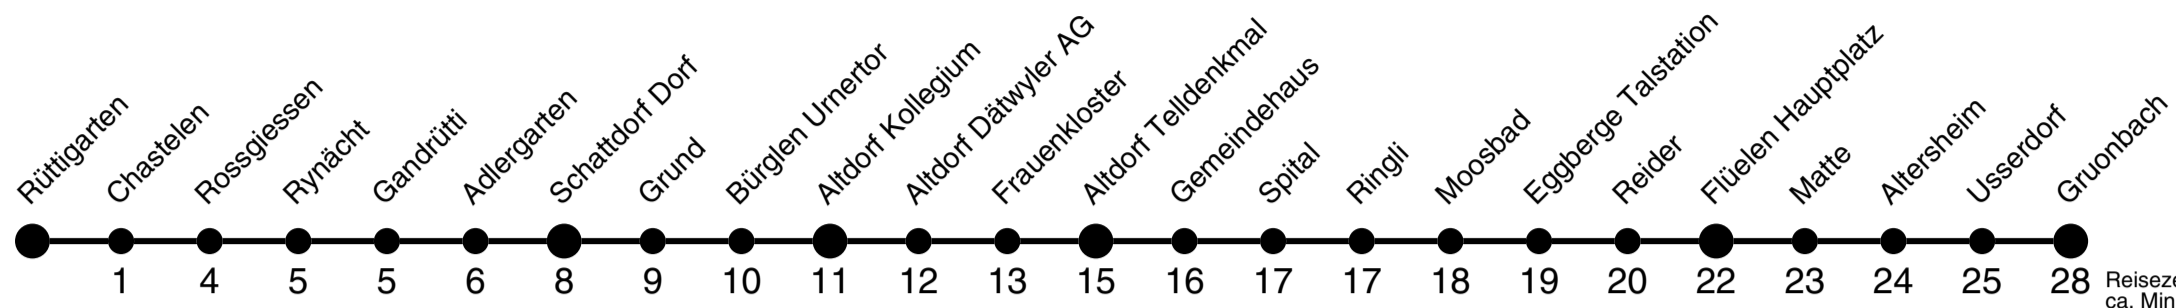 Rüttigarten
Chastelen
Rossgiessen
Rynächt
Gandrütti
Adlergarten
Schattdorf Dorf
Grund
Bürglen Urnertor
Altdorf Kollegium
Altdorf Dätwyler AG
Frauenkloster
Altdorf Telldenkmal
Gemeindehaus
Spital
Ringli
Moosbad
Eggberge Talstation
Reider
Flüelen Hauptplatz
Matte
Altersheim
Usserdorf
Gruonbach
1 4 5 5 6 8 9 10 11 12 13 15 16 17 17 18 19 20 22 23 24 25 28
ca.